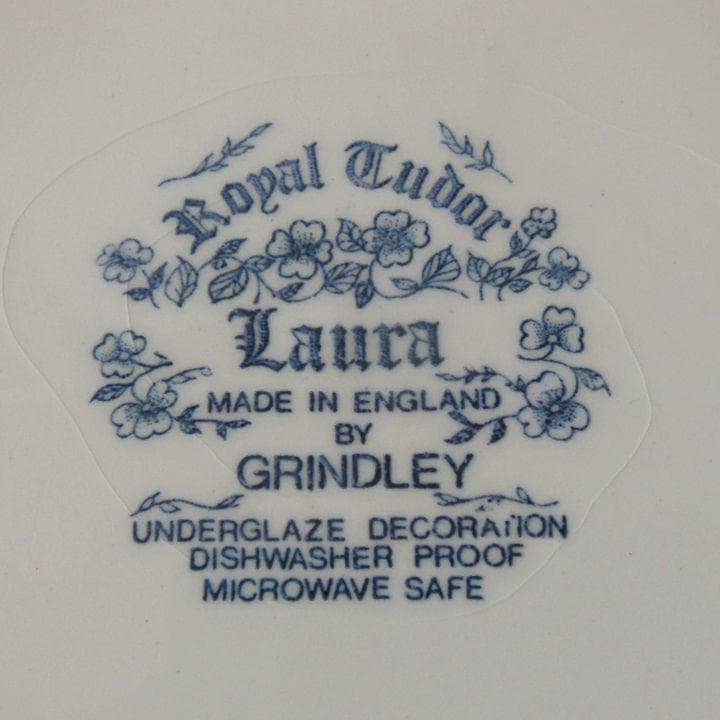 Royal Tudor
Laura
MADE IN ENGLAND
BY
GRINDLEY
UNDERGLAZE DECORATION
DISHWASHER PROOF
MICROWAVE SAFE